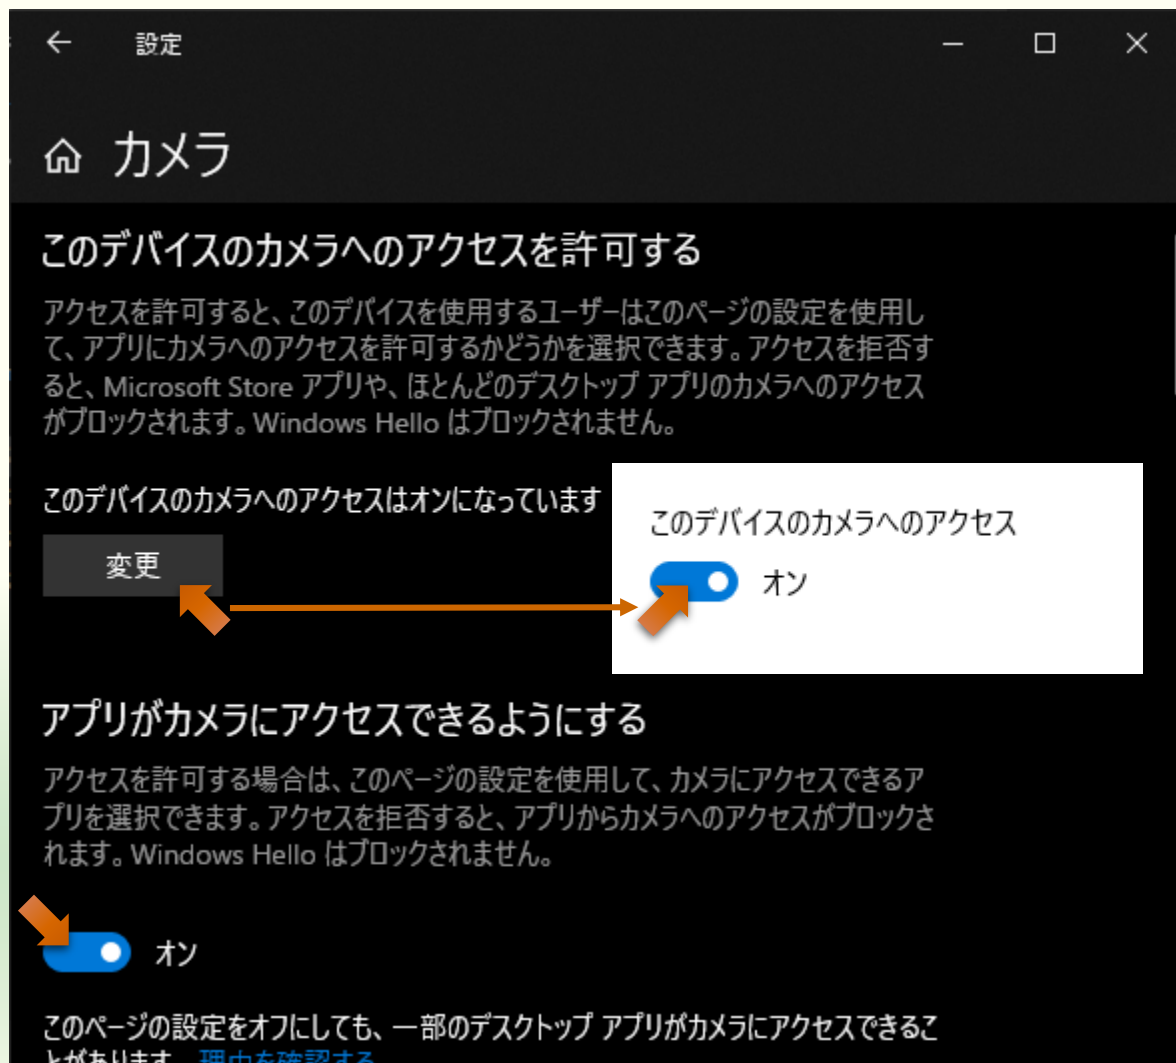 設定
カメラ
このデバイスのカメラへのアクセスを許可する
アクセスを許可すると、このデバイスを使用するユーザーはこのページの設定を使用し
て、アプリにカメラへのアクセスを許可するかどうかを選択できます。アクセスを拒否す
ると、Microsoft Store アプリや、ほとんどのデスクトップ アプリのカメラへのアクセス
がブロックされます。Windows Hello はブロックされません。
このデバイスのカメラへのアクセスはオンになっています
変更
このデバイスのカメラへのアクセス
オン
アプリがカメラにアクセスできるようにする
アクセスを許可する場合は、このページの設定を使用して、カメラにアクセスできるア
プリを選択できます。アクセスを拒否すると、アプリからカメラへのアクセスがブロックさ
れます。Windows Hello はブロックされません。
オン
このページの設定をオフにしても、一部のデスクトップ アプリがカメラにアクセスできるこ
とがあります。理由を確認する